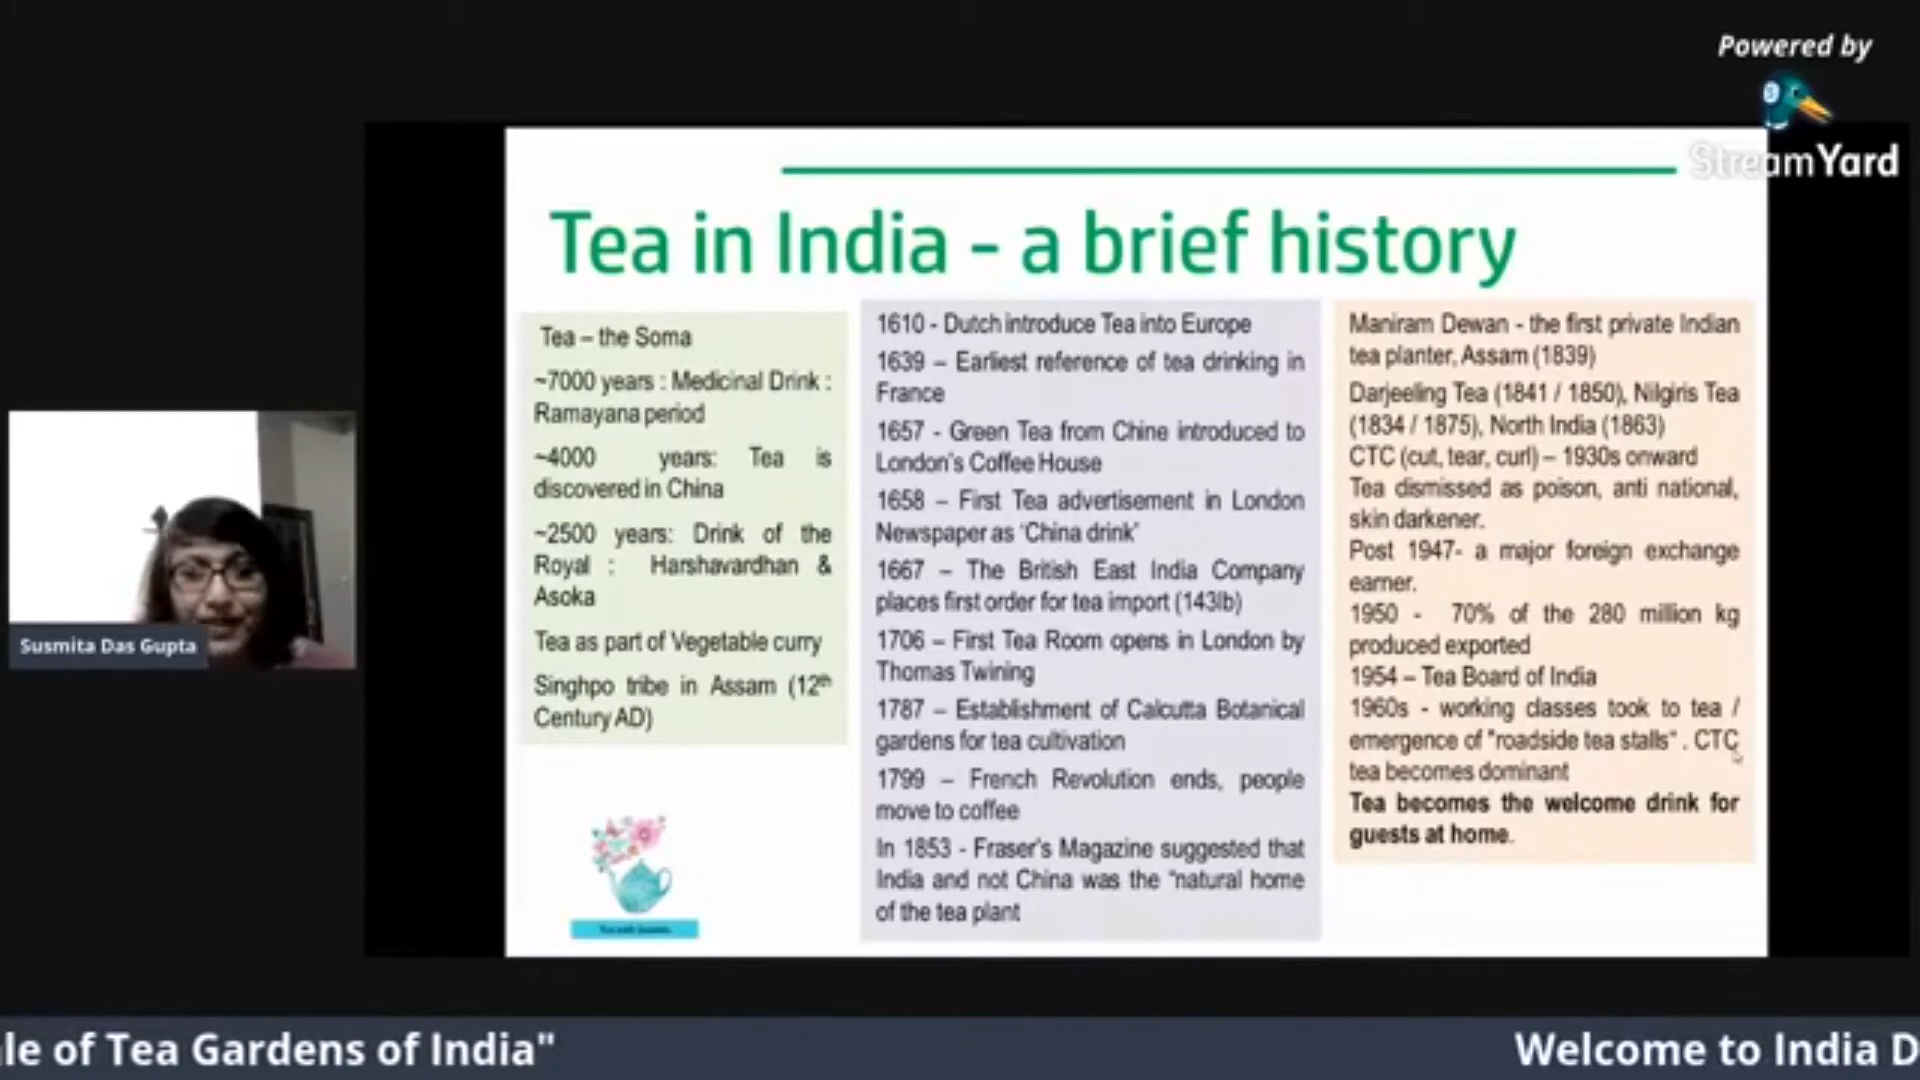 Powered by
StreamYard
Tea in India - a brief history
Tea – the Soma
~7000 years : Medicinal Drink :
Ramayana period
~4000 years: Tea is
discovered in China
~2500 years: Drink of the
Royal : Harshavardhan &
Asoka
Tea as part of Vegetable curry
Singhpo tribe in Assam (12th
Century AD)
1610 - Dutch introduce Tea into Europe
1639 – Earliest reference of tea drinking in
France
1657 - Green Tea from Chine introduced to
London's Coffee House
1658 – First Tea advertisement in London
Newspaper as 'China drink'
1667 – The British East India Company
places first order for tea import (143lb)
1706 – First Tea Room opens in London by
Thomas Twining
1787 – Establishment of Calcutta Botanical
gardens for tea cultivation
1799 – French Revolution ends, people
move to coffee
In 1853 - Fraser's Magazine suggested that
India and not China was the "natural home
of the tea plant
Maniram Dewan - the first private Indian
tea planter, Assam (1839)
Darjeeling Tea (1841 / 1850), Nilgiris Tea
(1834 / 1875), North India (1863)
CTC (cut, tear, curl) – 1930s onward
Tea dismissed as poison, anti national,
skin darkener.
Post 1947- a major foreign exchange
earner.
1950 - 70% of the 280 million kg
produced exported
1954 – Tea Board of India
1960s - working classes took to tea /
emergence of "roadside tea stalls" . CTC
tea becomes dominant
Tea becomes the welcome drink for
guests at home.
Susmita Das Gupta
le of Tea Gardens of India"
Welcome to India D